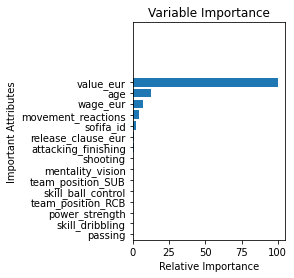 Variable Importance
Important Attributes
value_eur
age
wage_eur
movement_reactions
sofifa_id
release_clause_eur
attacking_finishing
shooting
mentality_vision
team_position_SUB
skill_ball_control
team_position_RCB
power_strength
skill_dribbling
passing
0 25 50 75 100
Relative Importance